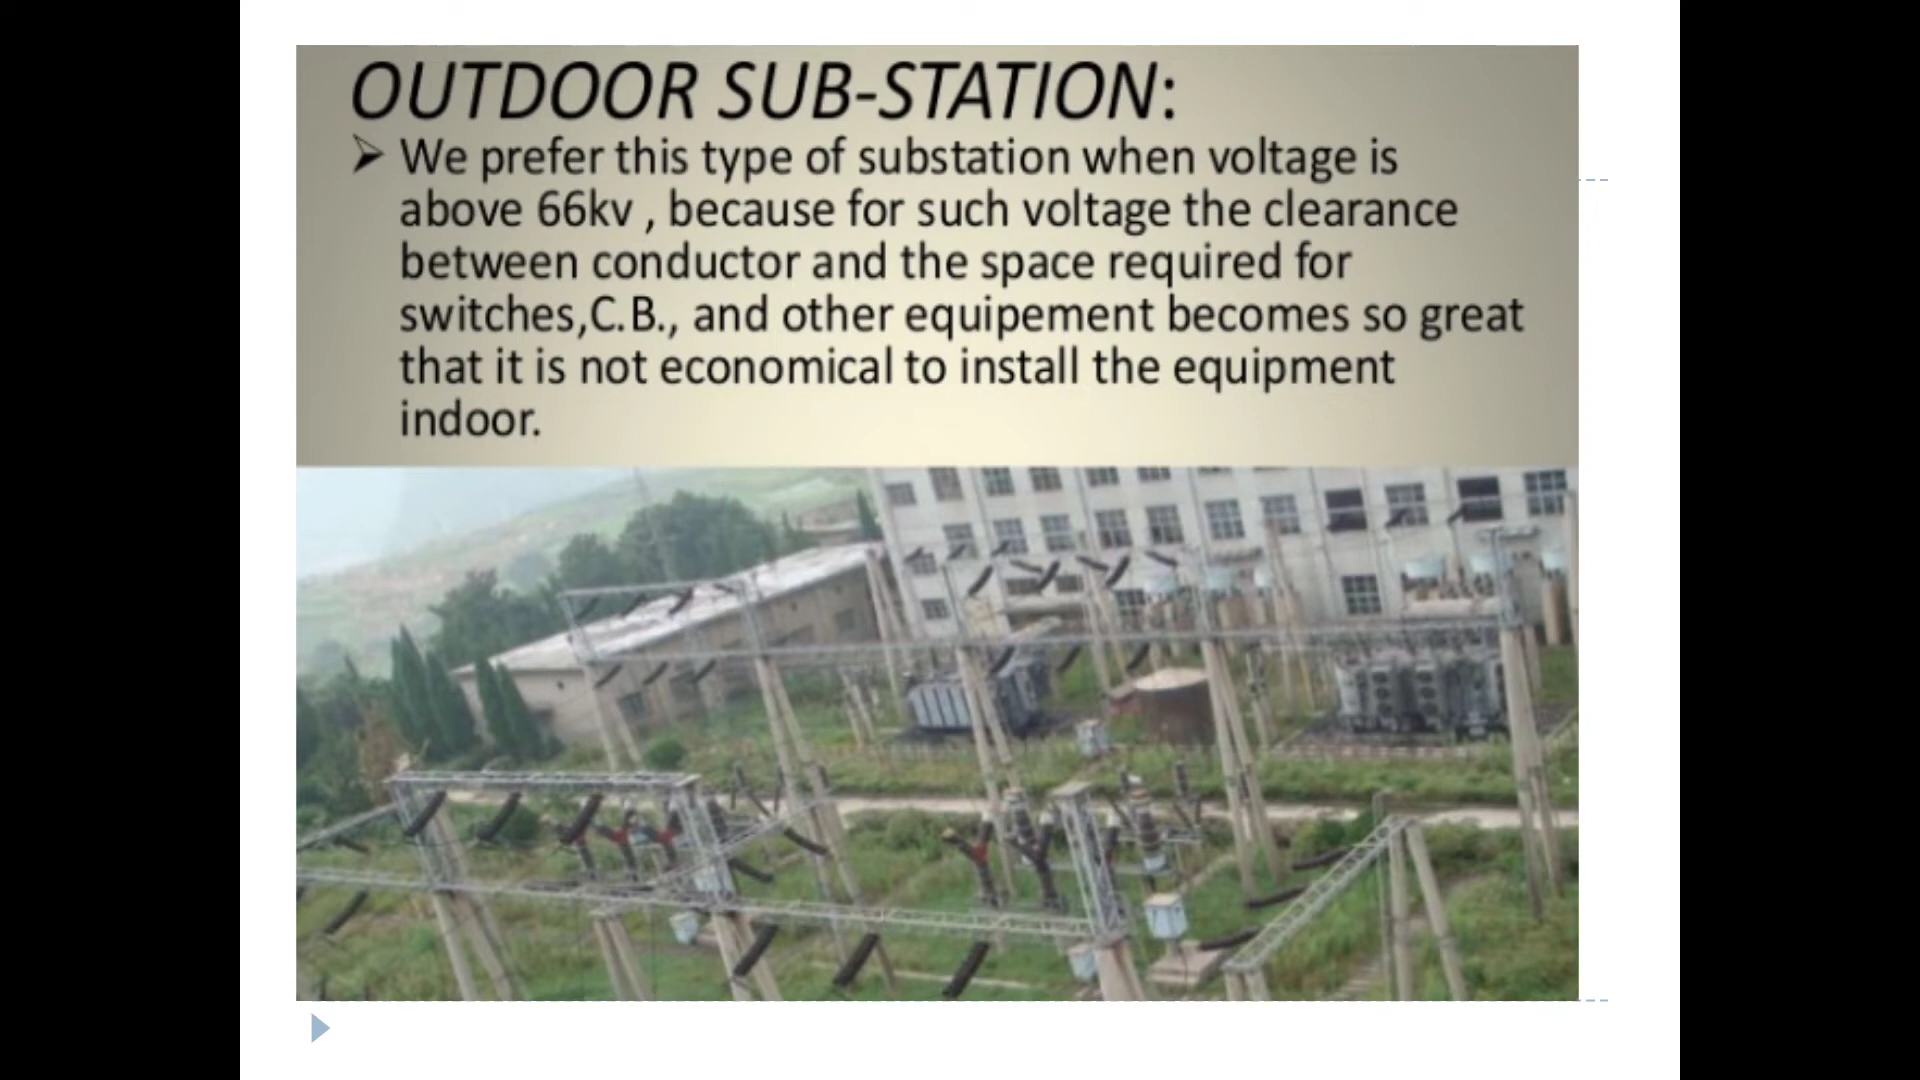 OUTDOOR SUB-STATION:
➢ We prefer this type of substation when voltage is
above 66kv , because for such voltage the clearance
between conductor and the space required for
switches,C.B., and other equipement becomes so great
that it is not economical to install the equipment
indoor.